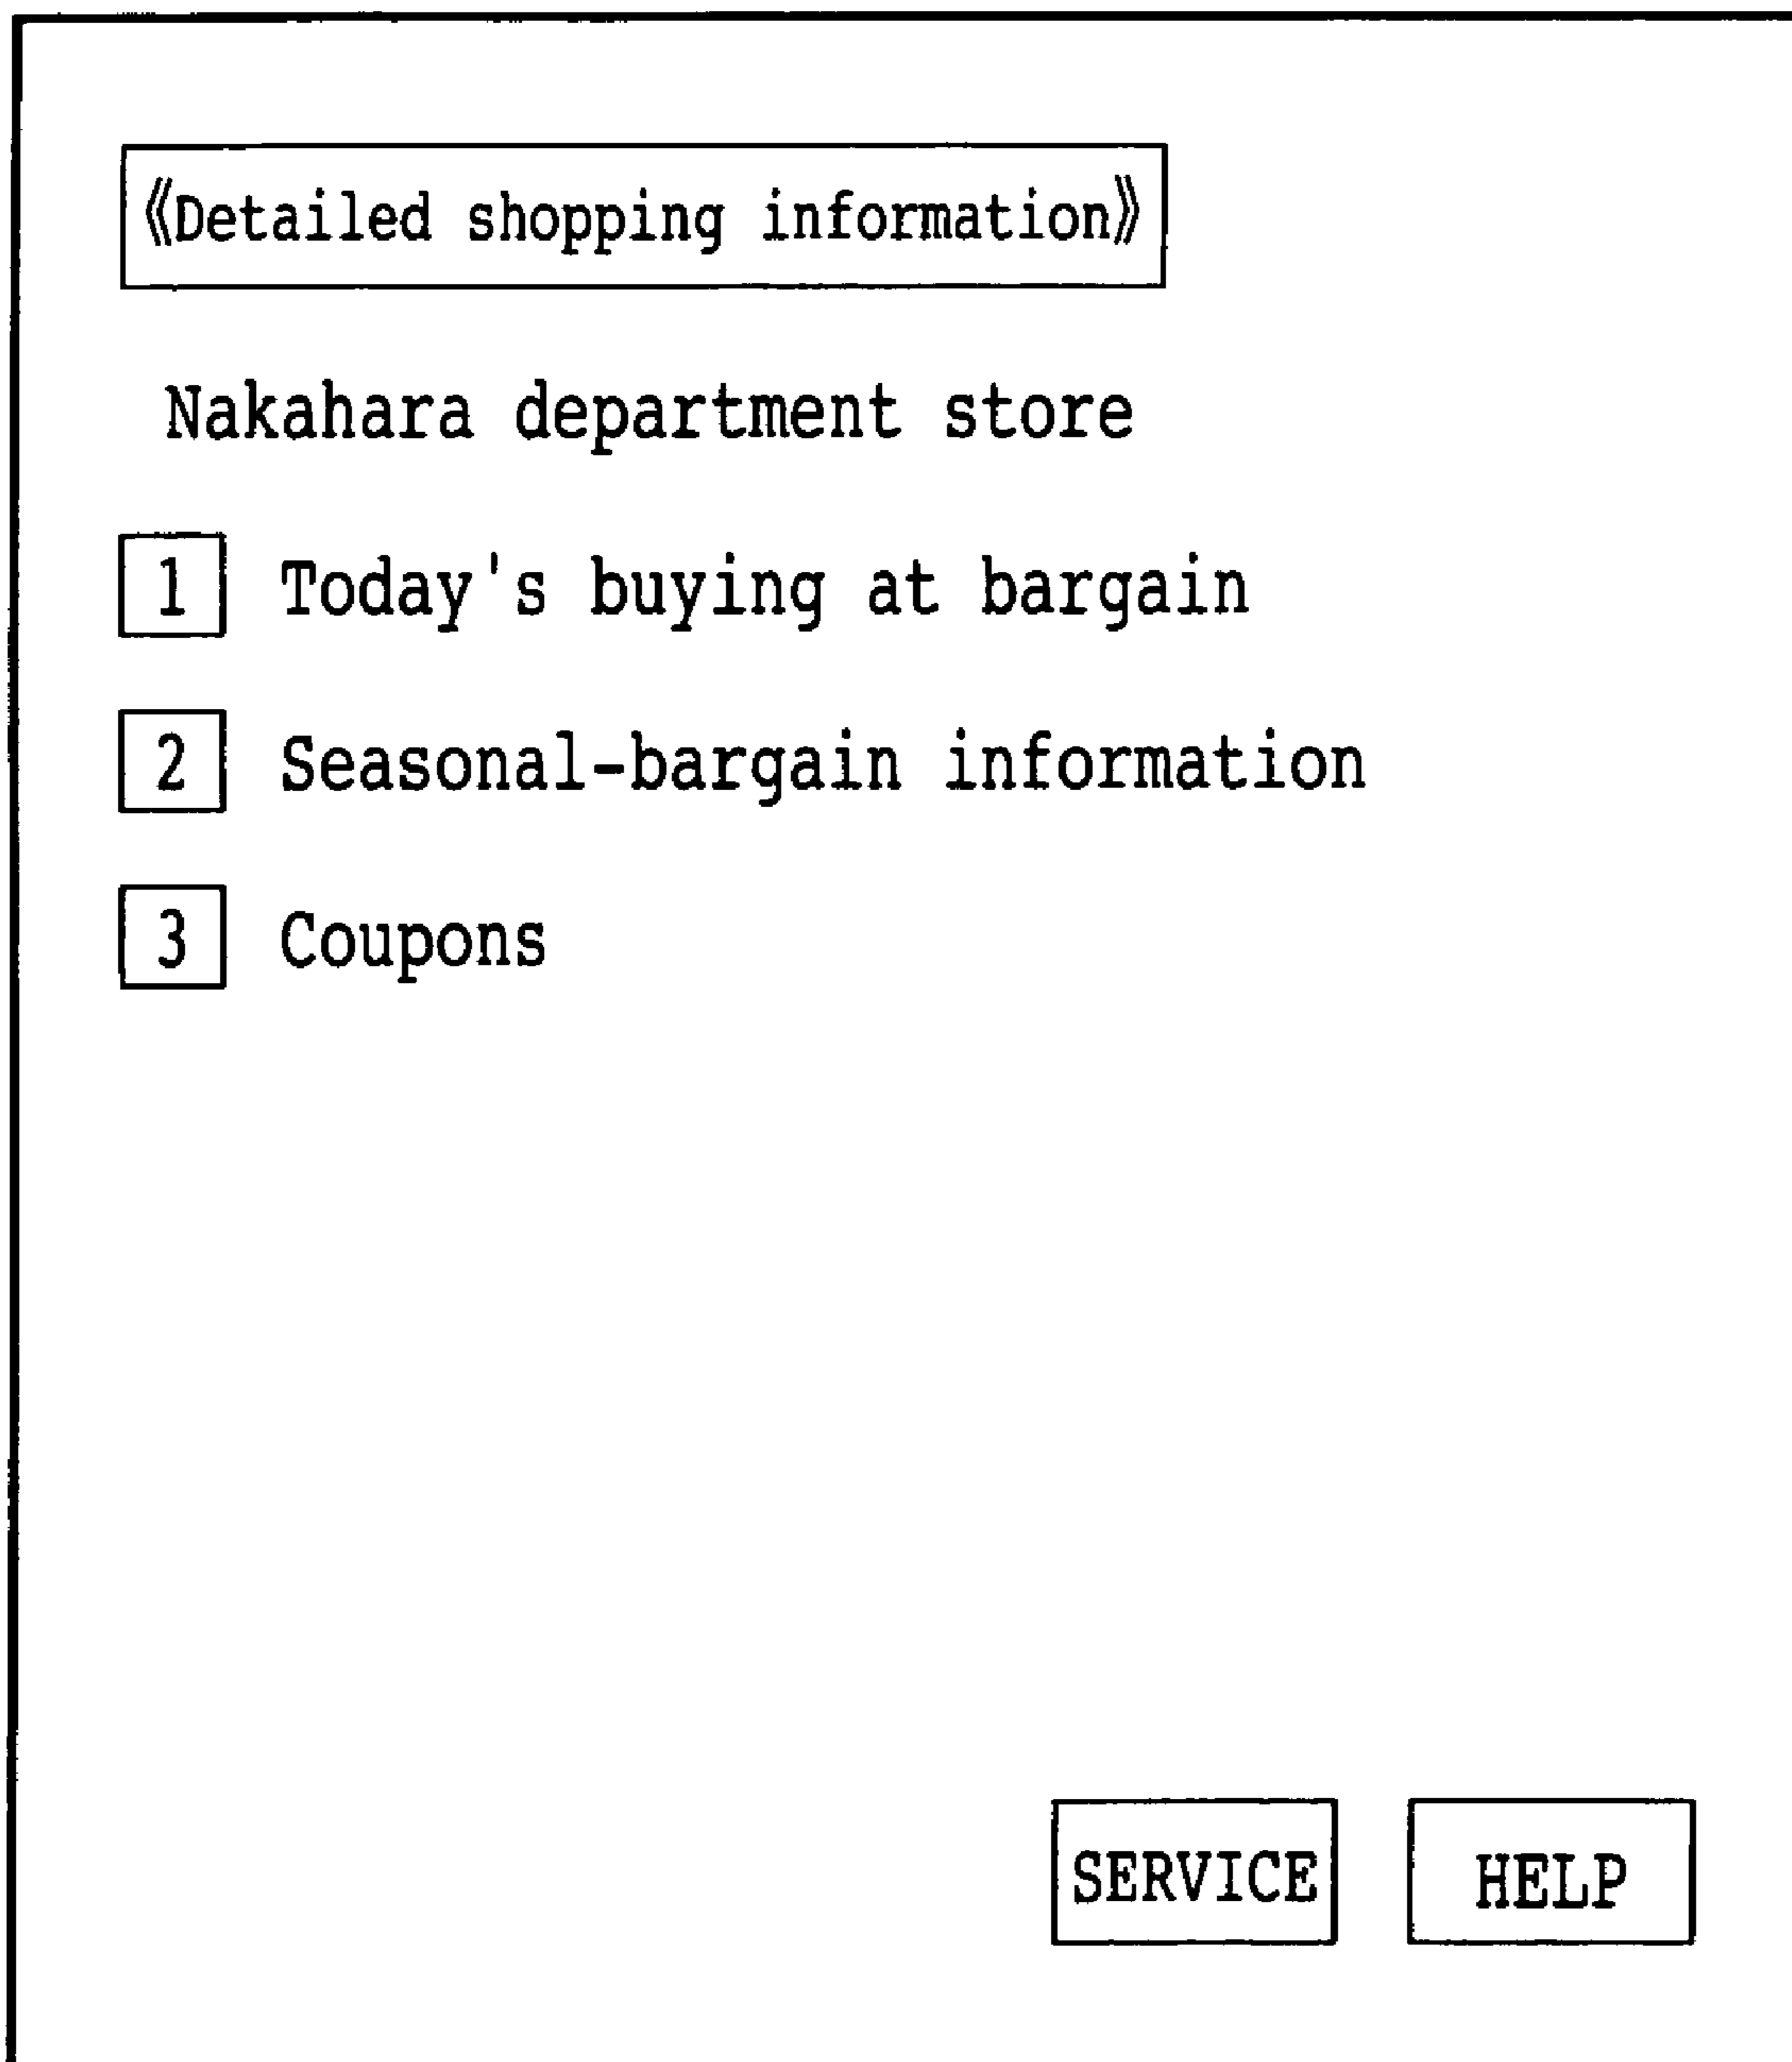 《Detailed shopping information》
Nakahara department store
1 Today's buying at bargain
2 Seasonal-bargain information
3 Coupons
SERVICE HELP